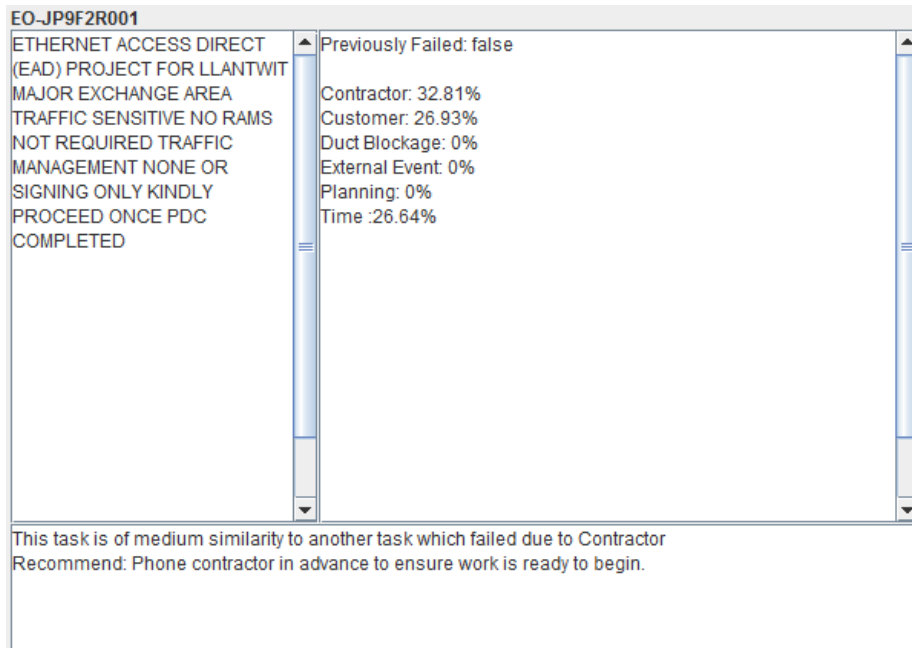 EO-JP9F2R001
ETHERNET ACCESS DIRECT
(EAD) PROJECT FOR LLANTWIT
MAJOR EXCHANGE AREA
TRAFFIC SENSITIVE NO RAMS
NOT REQUIRED TRAFFIC
MANAGEMENT NONE OR
SIGNING ONLY KINDLY
PROCEED ONCE PDC
COMPLETED
Previously Failed: false
Contractor: 32.81%
Customer: 26.93%
Duct Blockage: 0%
External Event: 0%
Planning: 0%
Time :26.64%
This task is of medium similarity to another task which failed due to Contractor
Recommend: Phone contractor in advance to ensure work is ready to begin.